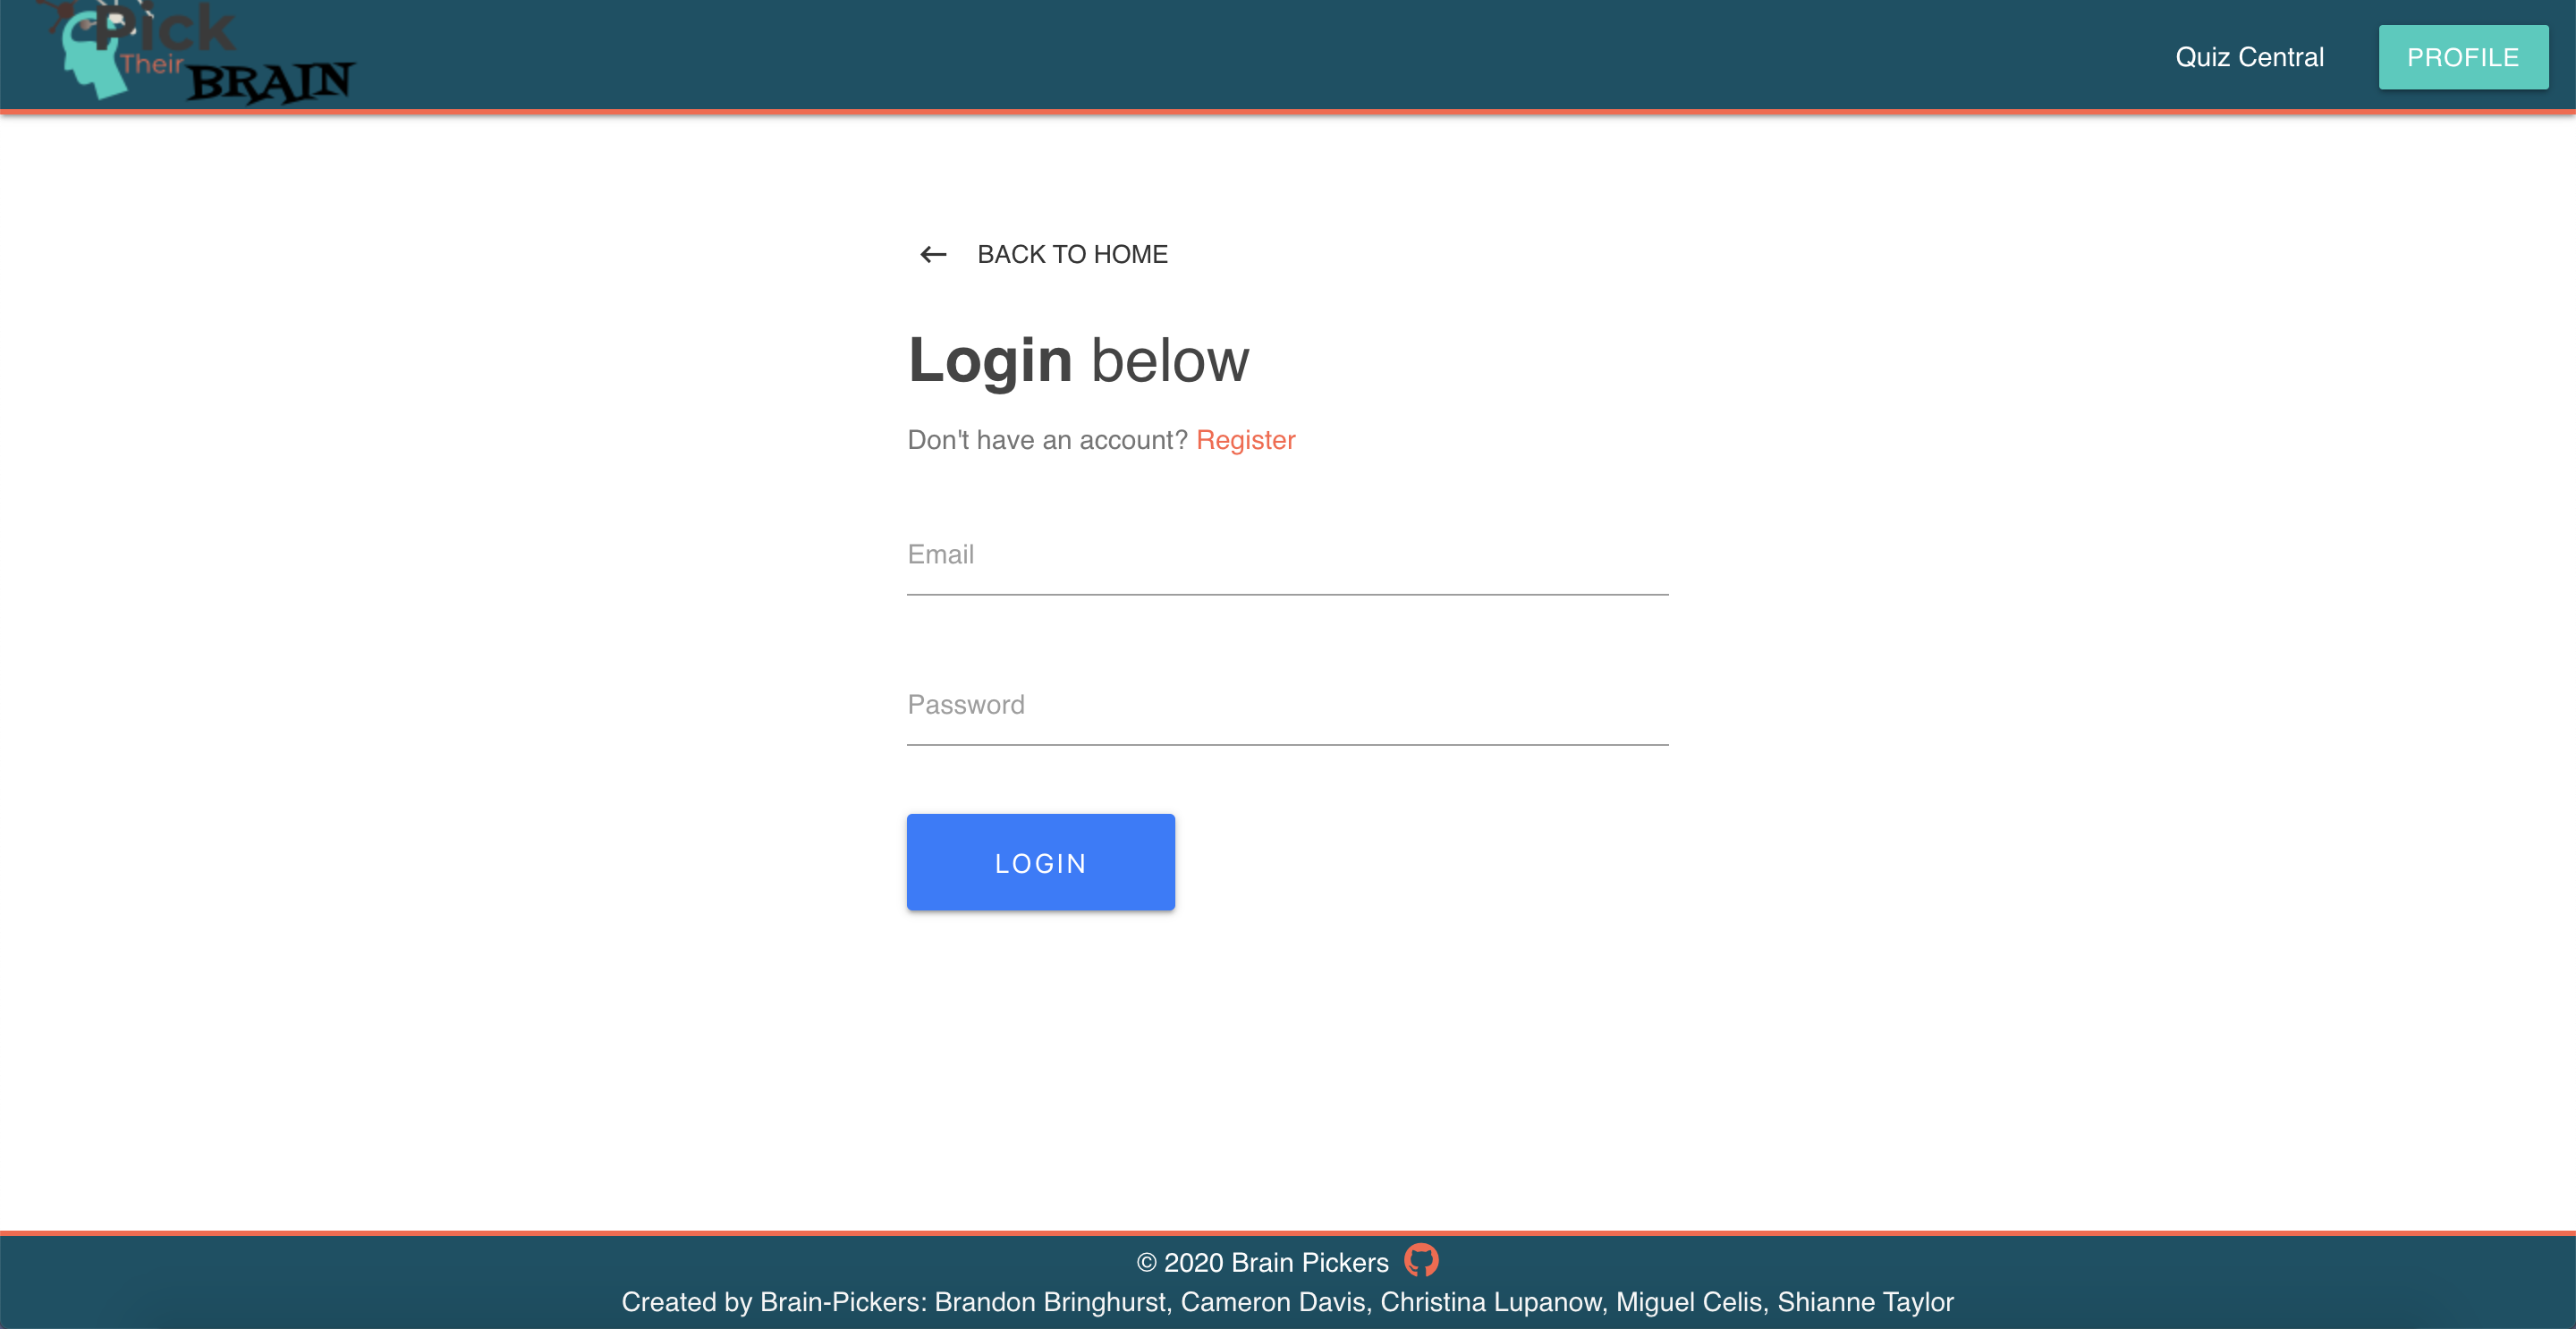 Pick
Their
BRAIN
Quiz Central
PROFILE
BACK TO HOME
Login below
Don't have an account? Register
Email
Password
LOGIN
© 2020 Brain Pickers
Created by Brain-Pickers: Brandon Bringhurst, Cameron Davis, Christina Lupanow, Miguel Celis, Shianne Taylor